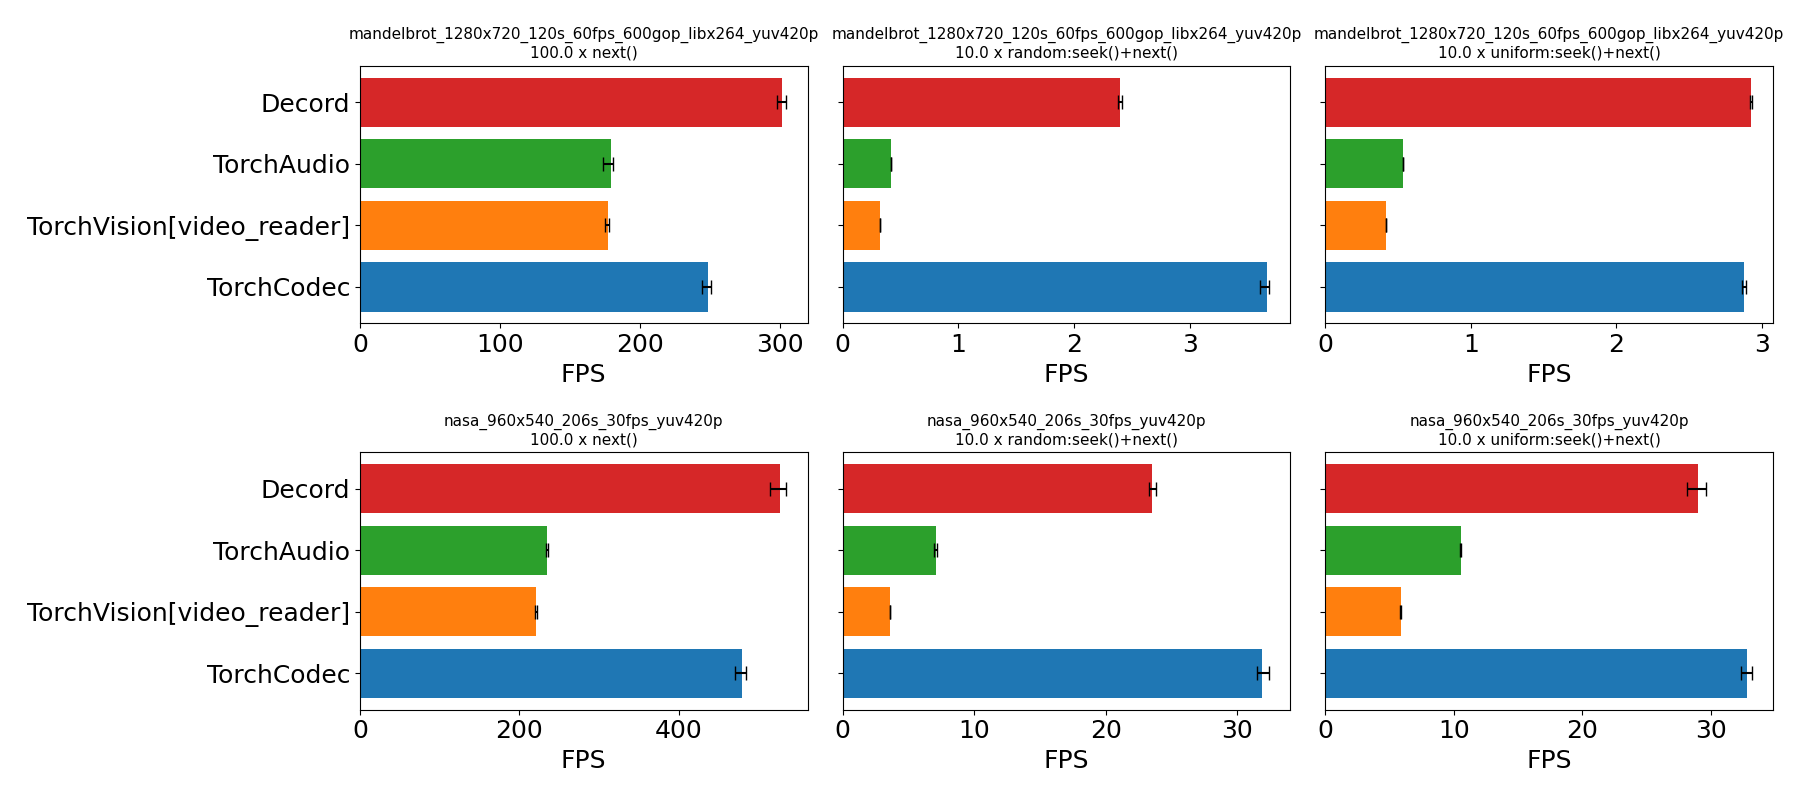 mandelbrot_1280x720_120s_60fps_600gop_libx264_yuv420p
100.0 x next()
mandelbrot_1280x720_120s_60fps_600gop_libx264_yuv420p
10.0 x random:seek()+next()
mandelbrot_1280x720_120s_60fps_600gop_libx264_yuv420p
10.0 x uniform:seek()+next()
Decord
TorchAudio
TorchVision[video_reader]
TorchCodec
0 100 200 300
FPS
0 1 2 3
FPS
0 1 2 3
FPS
nasa_960x540_206s_30fps_yuv420p
100.0 x next()
nasa_960x540_206s_30fps_yuv420p
10.0 x random:seek()+next()
nasa_960x540_206s_30fps_yuv420p
10.0 x uniform:seek()+next()
Decord
TorchAudio
TorchVision[video_reader]
TorchCodec
0 200 400
FPS
0 10 20 30
FPS
0 10 20 30
FPS